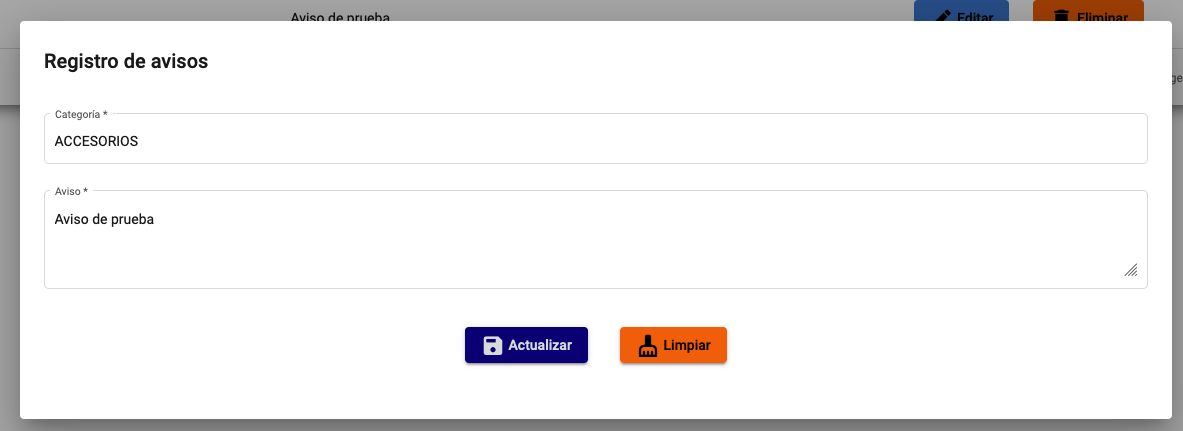 Aviso de prueba
Editar
Eliminar
Registro de avisos
Categoría *
ACCESORIOS
Aviso *
Aviso de prueba
Actualizar
Limpiar